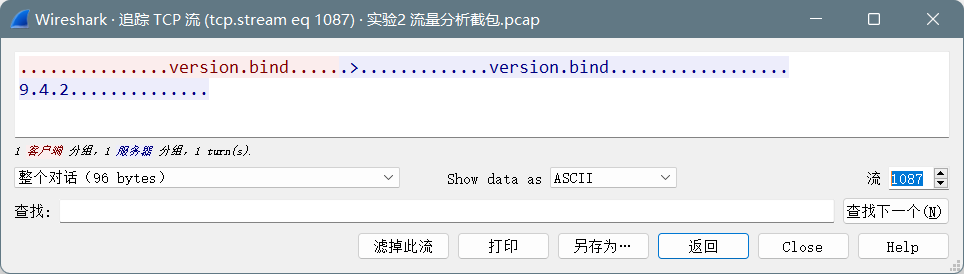 Wireshark · 追踪 TCP 流 (tcp.stream eq 1087) · 实验2 流量分析截包.pcap
...............version.bind.......>.............version.bind..................
9.4.2..............
1 客户端 分组, 1 服务器 分组, 1 turn(s).
整个对话（96 bytes）
Show data as
ASCII
流
1087
查找:
查找下一个(N)
滤掉此流
打印
另存为…
返回
Close
Help